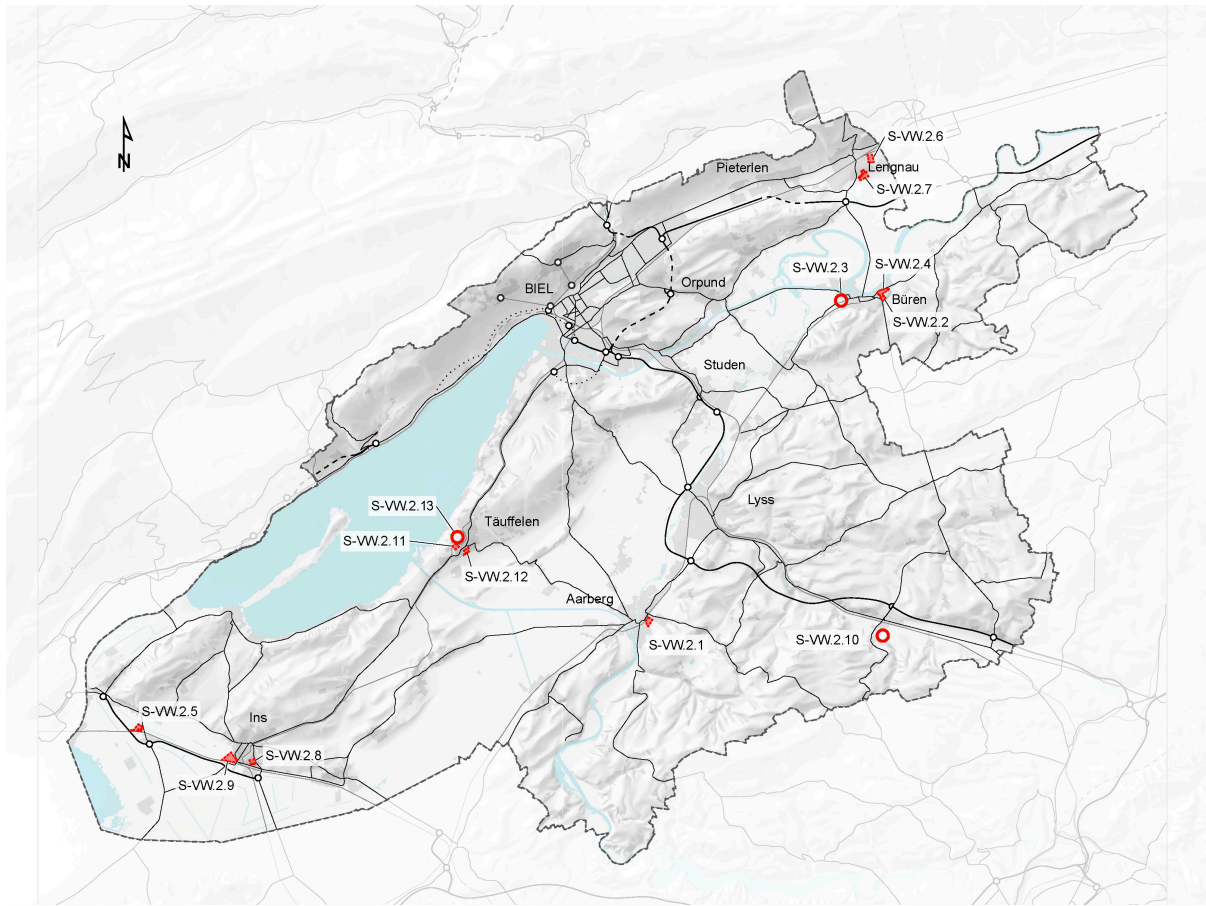 S-VW.2.6
N
Pieterlen
Lengnau
S-VW.2.7
S-VW.2.3
S-VW.2.4
Orpund
BIEL
Büren
S-VW.2.2
Studen
Lyss
S-VW.2.13
Täuffelen
S-VW.2.11
S-VW.2.12
Aarberg
S-VW.2.1
S-VW.2.10
S-VW.2.5
Ins
S-VW.2.8
S-VW.2.9